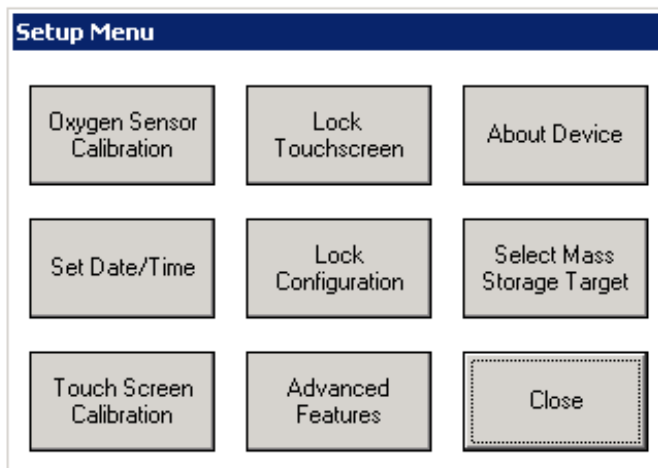 Setup Menu
Oxygen Sensor
Calibration
Lock
Touchscreen
About Device
Set Date/Time
Lock
Configuration
Select Mass
Storage Target
Touch Screen
Calibration
Advanced
Features
Close